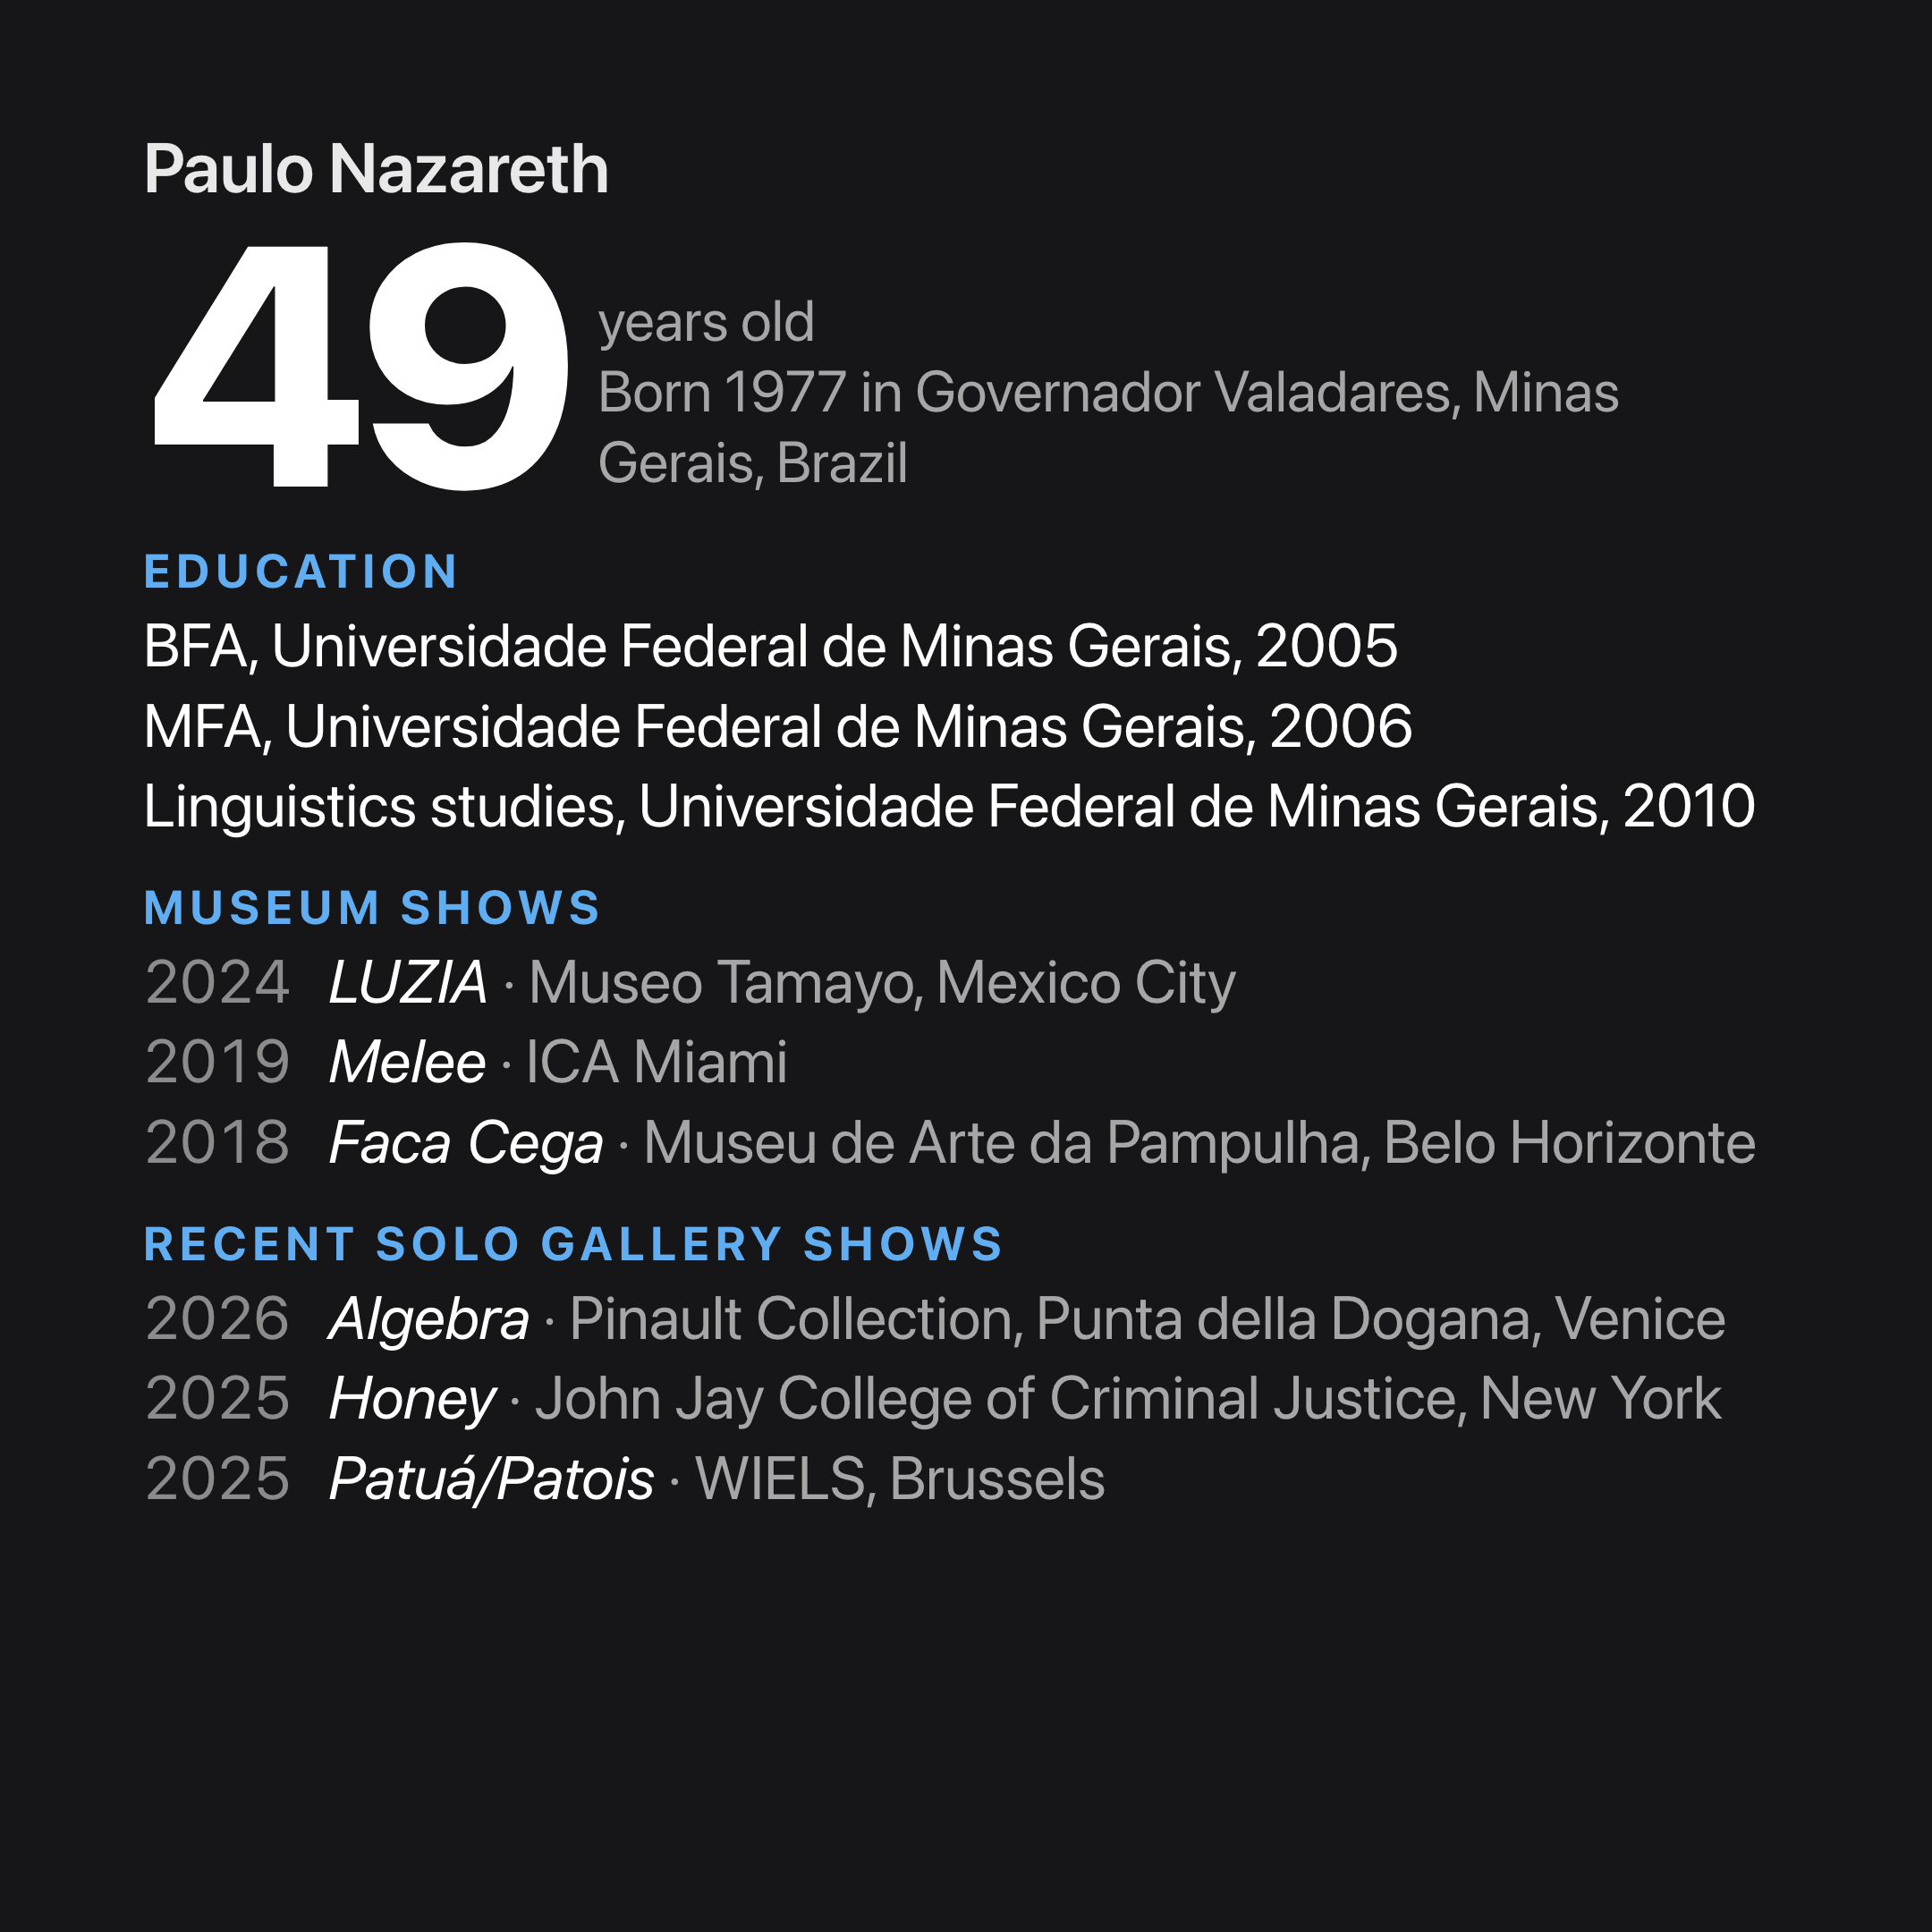 Paulo Nazareth
49
years old
Born 1977 in Governador Valadares, Minas
Gerais, Brazil
EDUCATION
BFA, Universidade Federal de Minas Gerais, 2005
MFA, Universidade Federal de Minas Gerais, 2006
Linguistics studies, Universidade Federal de Minas Gerais, 2010
MUSEUM SHOWS
2024 LUZIA · Museo Tamayo, Mexico City
2019 Melee · ICA Miami
2018 Faca Cega · Museu de Arte da Pampulha, Belo Horizonte
RECENT SOLO GALLERY SHOWS
2026 Algebra · Pinault Collection, Punta della Dogana, Venice
2025 Honey · John Jay College of Criminal Justice, New York
2025 Patuá/Patois · WIELS, Brussels